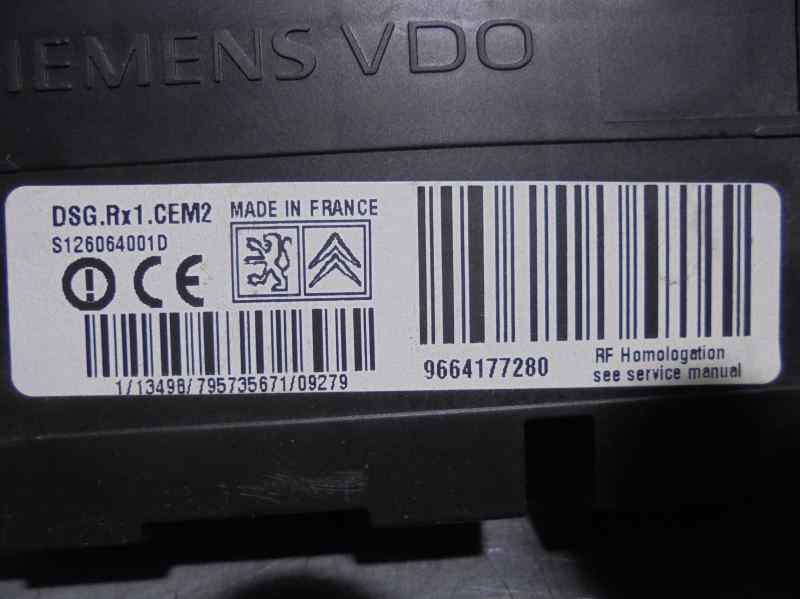 IEMENS VDO
DSG.Rx1.CEM2 MADE IN FRANCE
S126064001D
CE
1/13498/795735671/09279
9664177280
RF Homologation
see service manual